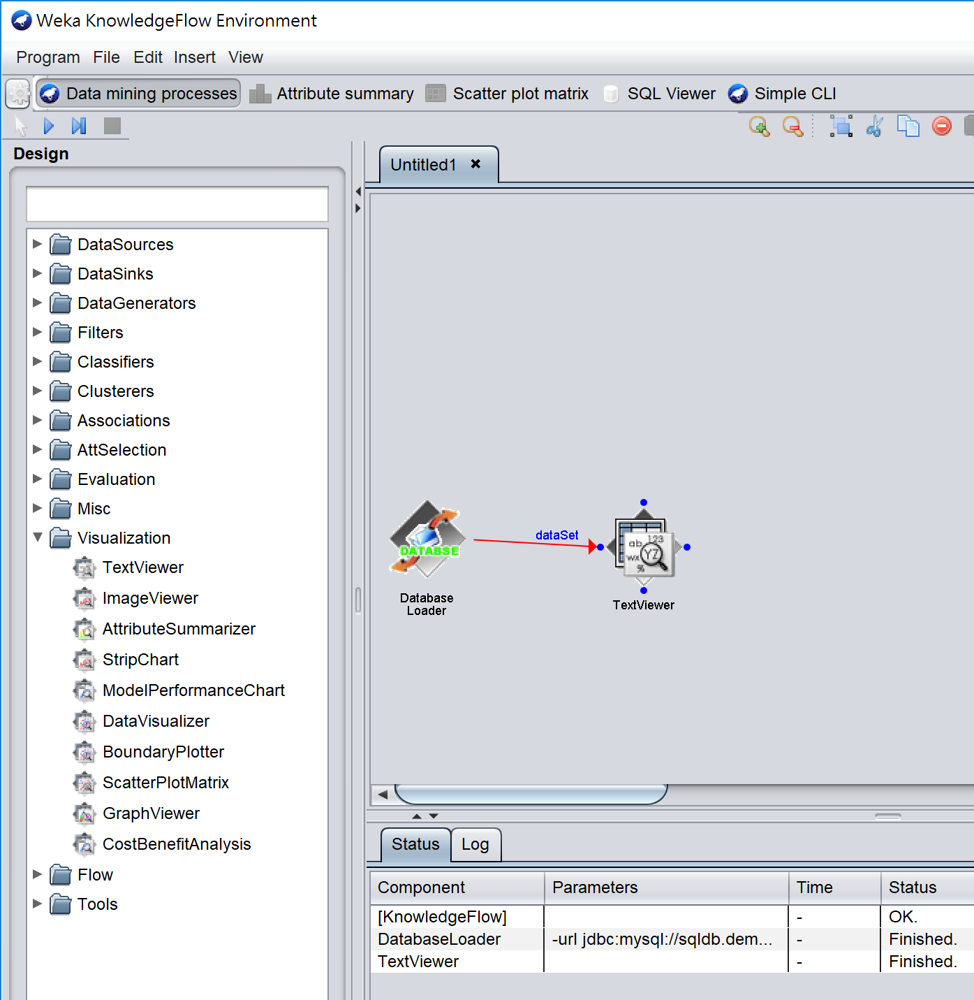 Weka KnowledgeFlow Environment
Program File Edit Insert View
Data mining processes Attribute summary Scatter plot matrix SQL Viewer Simple CLI
Design
Untitled1
DataSources
DataSinks
DataGenerators
Filters
Classifiers
Clusterers
Associations
AttSelection
Evaluation
Misc
Visualization
TextViewer
ImageViewer
AttributeSummarizer
StripChart
ModelPerformanceChart
DataVisualizer
BoundaryPlotter
ScatterPlotMatrix
GraphViewer
CostBenefitAnalysis
Flow
Tools
dataSet
DATABSE
Database
Loader
ab 123
wx YZ
%
TextViewer
Status Log
Component Parameters Time Status
[KnowledgeFlow] - OK.
DatabaseLoader -url jdbc:mysql://sqldb.dem... - Finished.
TextViewer - Finished.